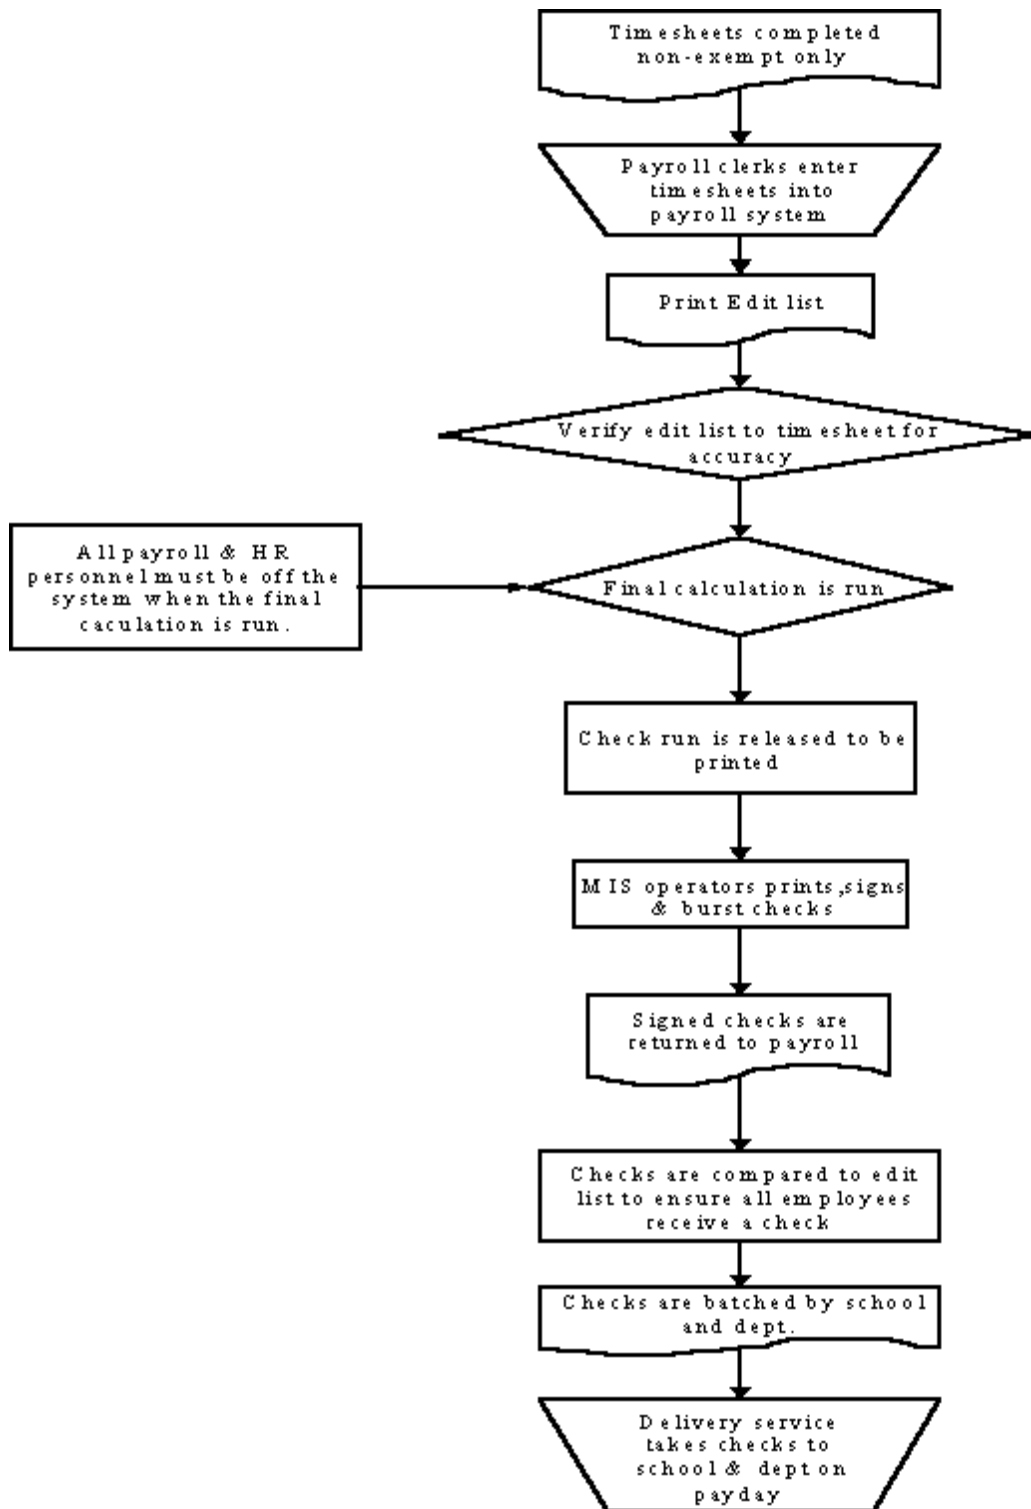 Timesheets completed
non-exempt only
Payroll clerks enter
timesheets into
payroll system
Print Edit list
Verify edit list to timesheet for
accuracy
All payroll & HR
personnel must be off the
system when the final
caculation is run.
Final calculation is run
Check run is released to be
printed
MIS operators prints,signs
& burst checks
Signed checks are
returned to payroll
Checks are compared to edit
list to ensure all employees
receive a check
Checks are batched by school
and dept.
Delivery service
takes checks to
school & dept on
payday